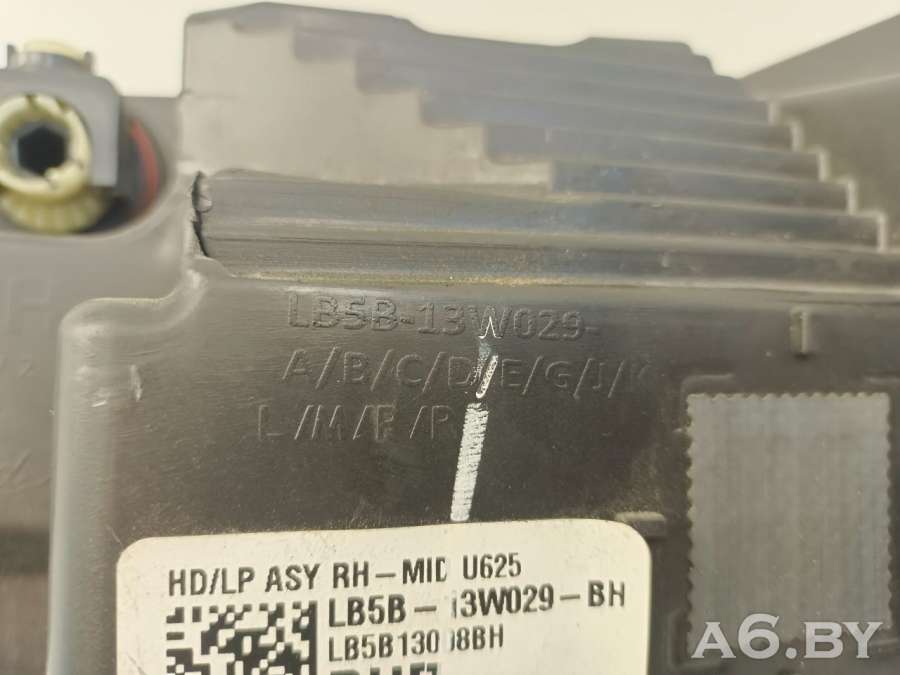 LB5B-13W029-
A/B/C/D/E/G/J/K
L/M/F/P
HD/LP ASY RH-MID U625
LB5B-13W029-BH
A6.BY